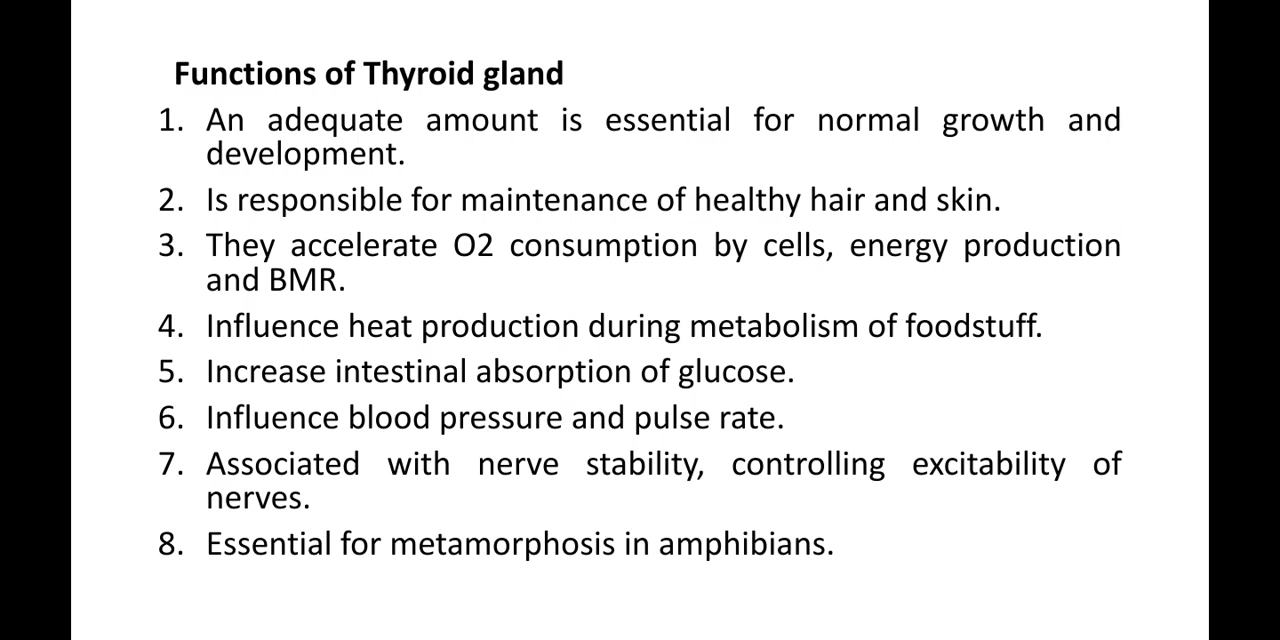 Functions of Thyroid gland
1. An adequate amount is essential for normal growth and
development.
2. Is responsible for maintenance of healthy hair and skin.
3. They accelerate O2 consumption by cells, energy production
and BMR.
4. Influence heat production during metabolism of foodstuff.
5. Increase intestinal absorption of glucose.
6. Influence blood pressure and pulse rate.
7. Associated with nerve stability, controlling excitability of
nerves.
8. Essential for metamorphosis in amphibians.